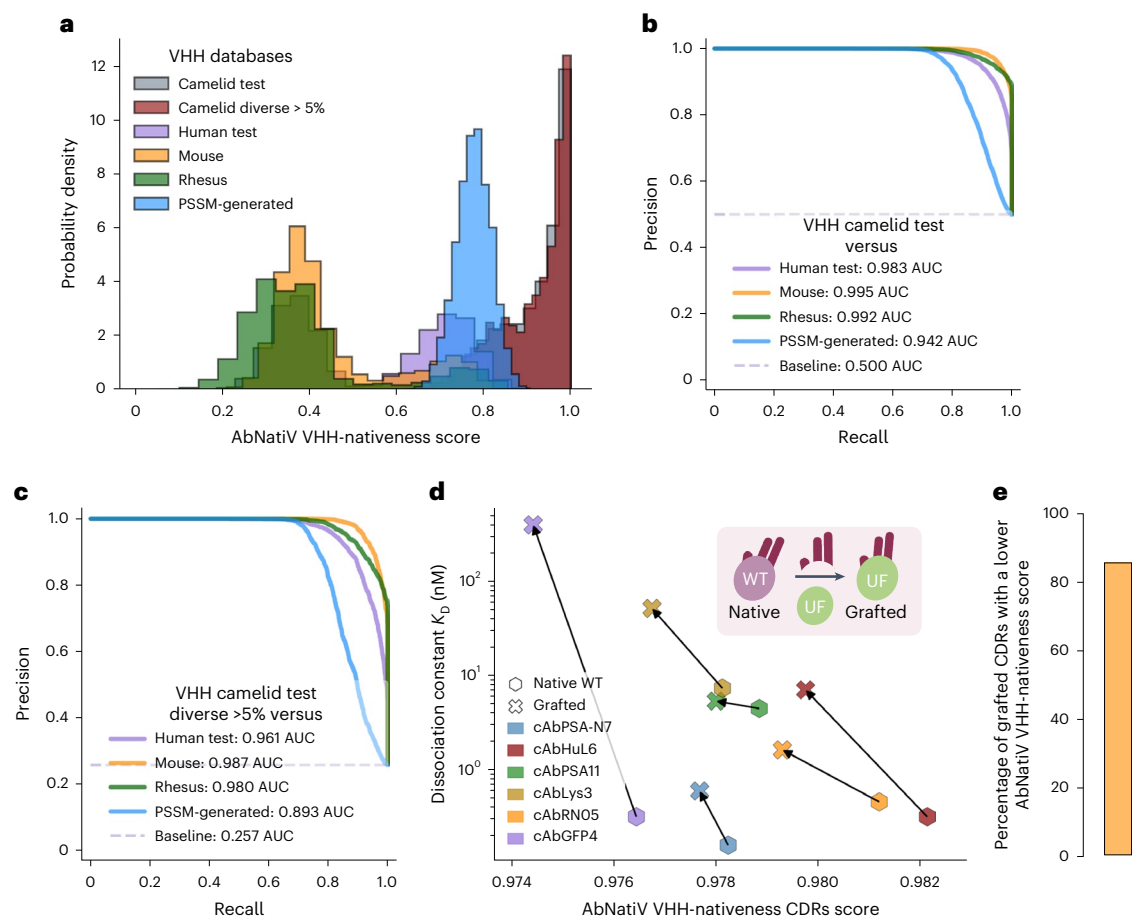 a
VHH databases
Camelid test
Camelid diverse > 5%
Human test
Mouse
Rhesus
PSSM-generated
Probability density
12
10
8
6
4
2
0
0
0.2
0.4
0.6
0.8
1.0
AbNatiV VHH-nativeness score
b
Precision
1.0
0.8
0.6
0.4
0.2
0
VHH camelid test
versus
Human test: 0.983 AUC
Mouse: 0.995 AUC
Rhesus: 0.992 AUC
PSSM-generated: 0.942 AUC
Baseline: 0.500 AUC
0
0.2
0.4
0.6
0.8
1.0
Recall
c
Precision
1.0
0.8
0.6
0.4
0.2
0
VHH camelid test
diverse >5% versus
Human test: 0.961 AUC
Mouse: 0.987 AUC
Rhesus: 0.980 AUC
PSSM-generated: 0.893 AUC
Baseline: 0.257 AUC
0
0.2
0.4
0.6
0.8
1.0
Recall
d
Dissociation constant K_D (nM)
10²
10¹
10⁰
WT
UF
UF
Native
Grafted
Native WT
Grafted
cAbPSA-N7
cAbHuL6
cAbPSA11
cAbLys3
cAbRN05
cAbGFP4
0.974
0.976
0.978
0.980
0.982
AbNatiV VHH-nativeness CDRs score
e
Percentage of grafted CDRs with a lower
AbNatiV VHH-nativeness score
100
80
60
40
20
0